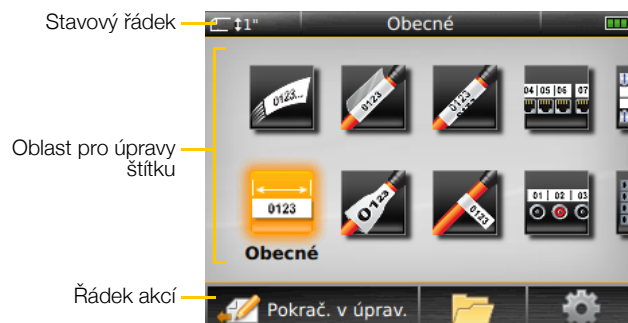 Stavový řádek
1"
Obecné
0123...
0123
0123
04 05 06 07
Oblast pro úpravy
štítku
0123
0123
0123
01 02 03
Obecné
Řádek akcí
Pokrač. v úprav.